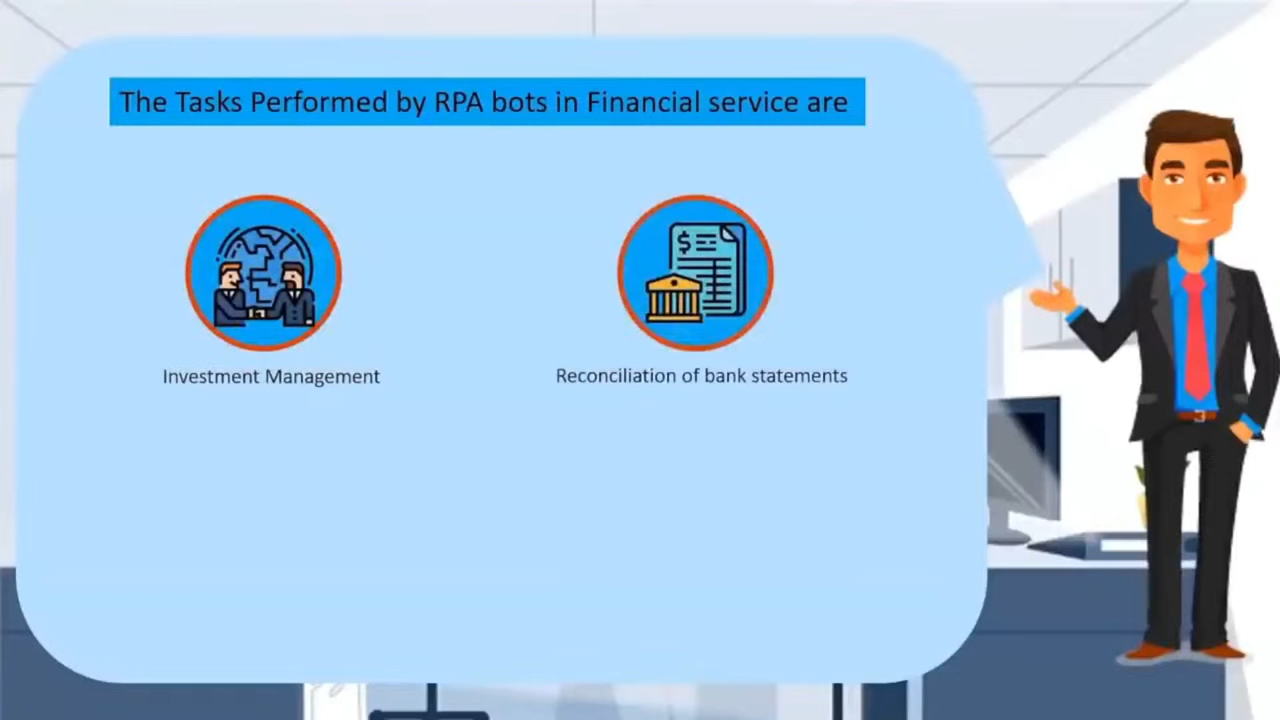 The Tasks Performed by RPA bots in Financial service are
Investment Management
Reconciliation of bank statements